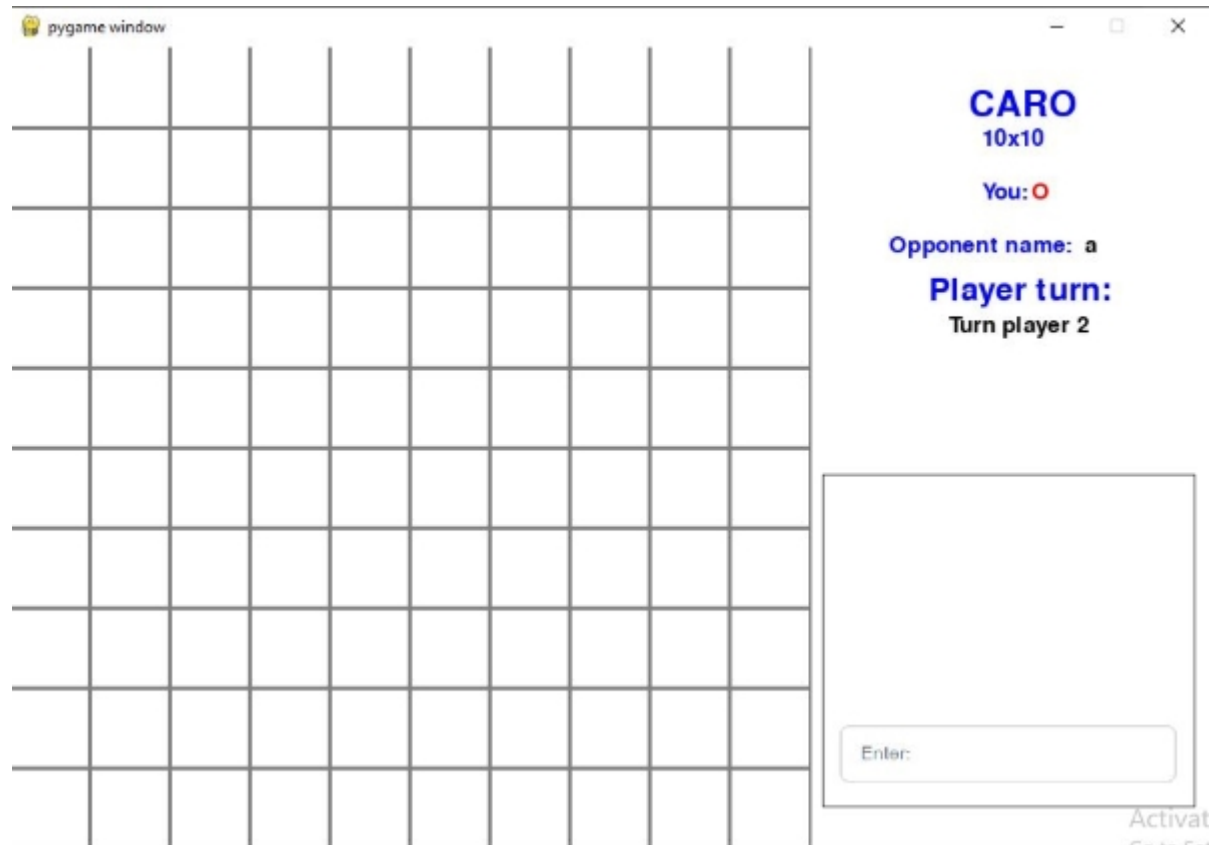 pygame window
CARO
10x10
You: O
Opponent name: a
Player turn:
Turn player 2
Enter:
Activat